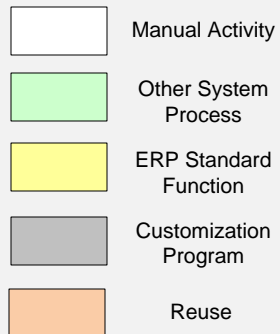 Manual Activity
Other System
Process
ERP Standard
Function
Customization
Program
Reuse